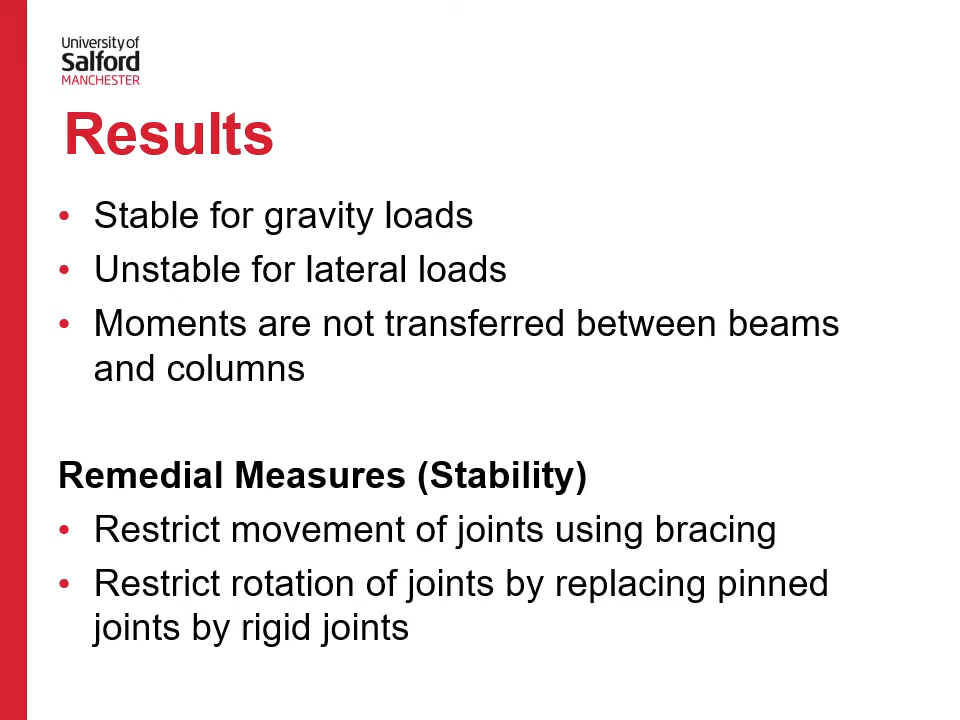 University of
Salford
MANCHESTER
Results
• Stable for gravity loads
• Unstable for lateral loads
• Moments are not transferred between beams
and columns
Remedial Measures (Stability)
• Restrict movement of joints using bracing
• Restrict rotation of joints by replacing pinned
joints by rigid joints